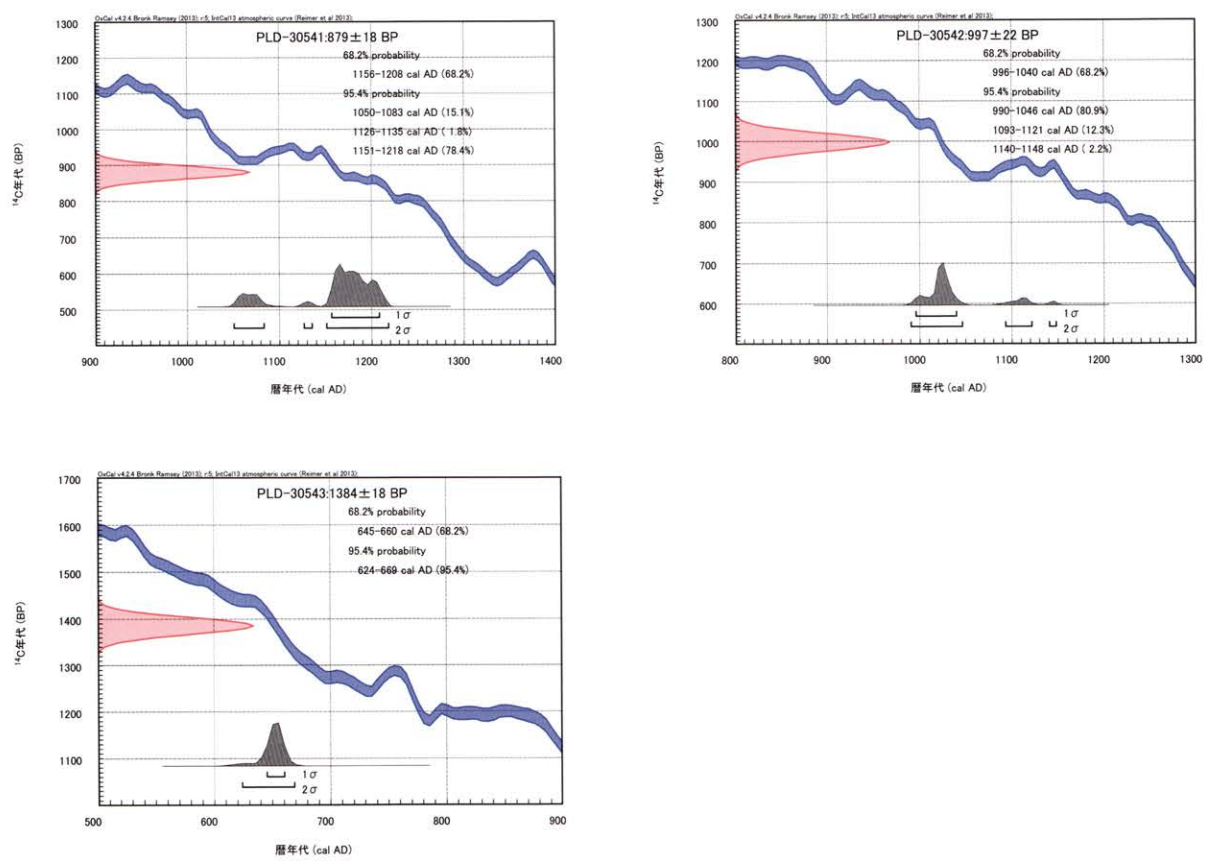 OxCal v4.2.4 Bronk Ramsey (2013); r:5; IntCal13 atmospheric curve (Reimer et al 2013);
PLD-30541:879±18 BP
68.2% probability
1156-1208 cal AD (68.2%)
95.4% probability
1050-1083 cal AD (15.1%)
1126-1135 cal AD ( 1.8%)
1151-1218 cal AD (78.4%)
1300
1200
1100
1000
900
800
700
600
500
¹⁴C年代 (BP)
1σ
2σ
900 1000 1100 1200 1300 1400
暦年代 (cal AD)
OxCal v4.2.4 Bronk Ramsey (2013); r:5; IntCal13 atmospheric curve (Reimer et al 2013);
PLD-30542:997±22 BP
68.2% probability
996-1040 cal AD (68.2%)
95.4% probability
990-1046 cal AD (80.9%)
1093-1121 cal AD (12.3%)
1140-1148 cal AD ( 2.2%)
1400
1300
1200
1100
1000
900
800
700
600
¹⁴C年代 (BP)
1σ
2σ
800 900 1000 1100 1200 1300
暦年代 (cal AD)
OxCal v4.2.4 Bronk Ramsey (2013); r:5; IntCal13 atmospheric curve (Reimer et al 2013);
PLD-30543:1384±18 BP
68.2% probability
645-660 cal AD (68.2%)
95.4% probability
624-669 cal AD (95.4%)
1700
1600
1500
1400
1300
1200
1100
¹⁴C年代 (BP)
1σ
2σ
500 600 700 800 900
暦年代 (cal AD)